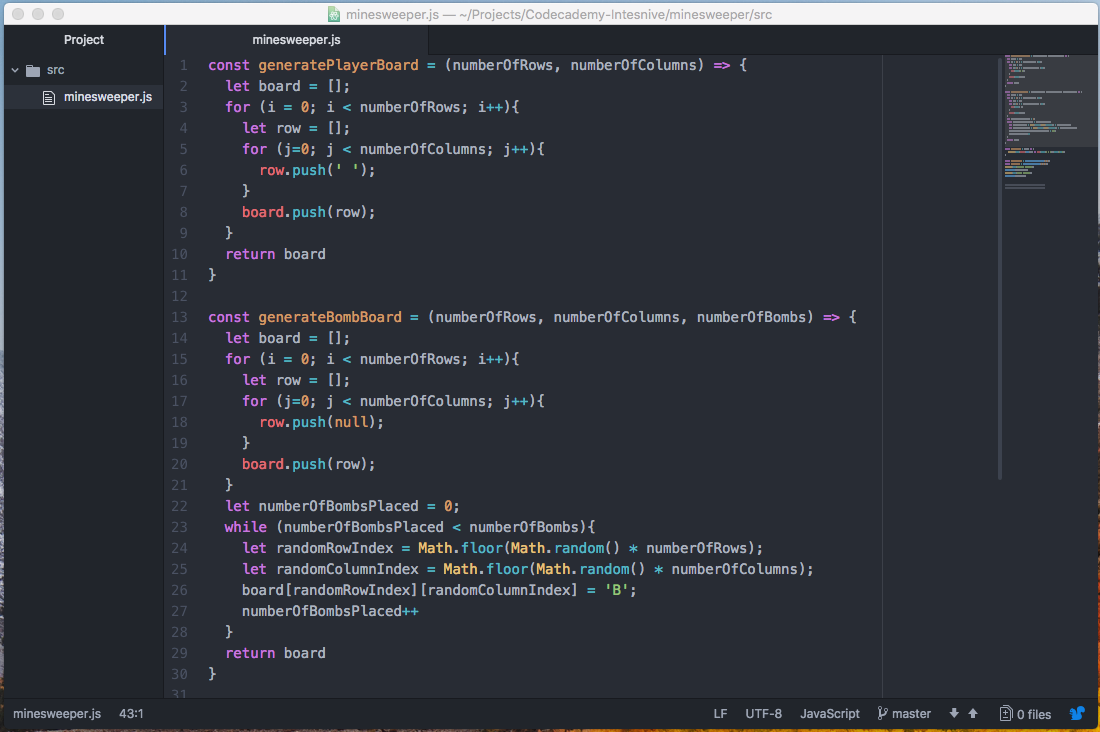 minesweeper.js — ~/Projects/Codecademy-Intesnive/minesweeper/src
Project
src
minesweeper.js
minesweeper.js
1 const generatePlayerBoard = (numberOfRows, numberOfColumns) => {
2 let board = [];
3 for (i = 0; i < numberOfRows; i++){
4 let row = [];
5 for (j=0; j < numberOfColumns; j++){
6 row.push(' ');
7 }
8 board.push(row);
9 }
10 return board
11 }
12
13 const generateBombBoard = (numberOfRows, numberOfColumns, numberOfBombs) => {
14 let board = [];
15 for (i = 0; i < numberOfRows; i++){
16 let row = [];
17 for (j=0; j < numberOfColumns; j++){
18 row.push(null);
19 }
20 board.push(row);
21 }
22 let numberOfBombsPlaced = 0;
23 while (numberOfBombsPlaced < numberOfBombs){
24 let randomRowIndex = Math.floor(Math.random() * numberOfRows);
25 let randomColumnIndex = Math.floor(Math.random() * numberOfColumns);
26 board[randomRowIndex][randomColumnIndex] = 'B';
27 numberOfBombsPlaced++
28 }
29 return board
30 }
31
minesweeper.js 43:1 LF UTF-8 JavaScript master 0 files